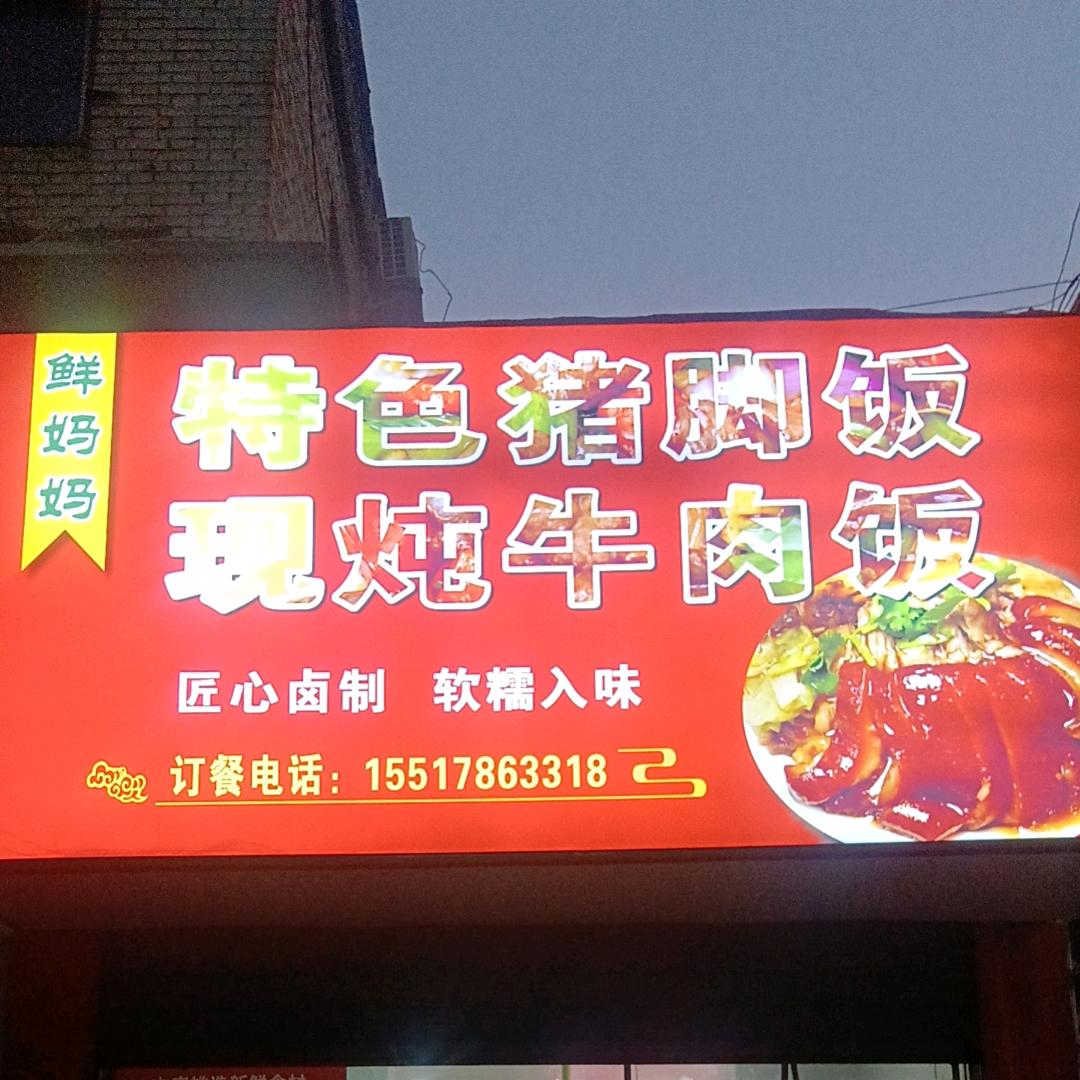 鲜妈妈
特色猪脚饭
现炖牛肉饭
匠心卤制 软糯入味
订餐电话：15517863318